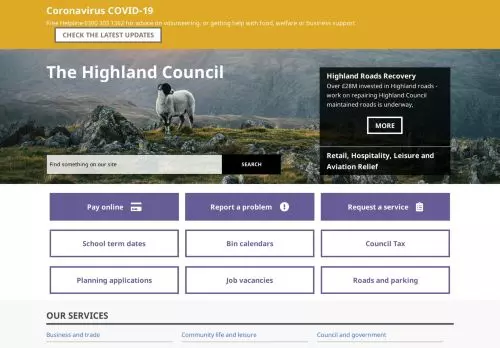 Coronavirus COVID-19
Free Helpline 0300 303 1362 for advice on volunteering, or getting help with food, welfare or business support
CHECK THE LATEST UPDATES
The Highland Council
Find something on our site
SEARCH
Highland Roads Recovery
Over £28M invested in Highland roads -
work on repairing Highland Council
maintained roads is underway,
MORE
Retail, Hospitality, Leisure and
Aviation Relief
Pay online
Report a problem
Request a service
School term dates
Bin calendars
Council Tax
Planning applications
Job vacancies
Roads and parking
OUR SERVICES
Business and trade
Community life and leisure
Council and government